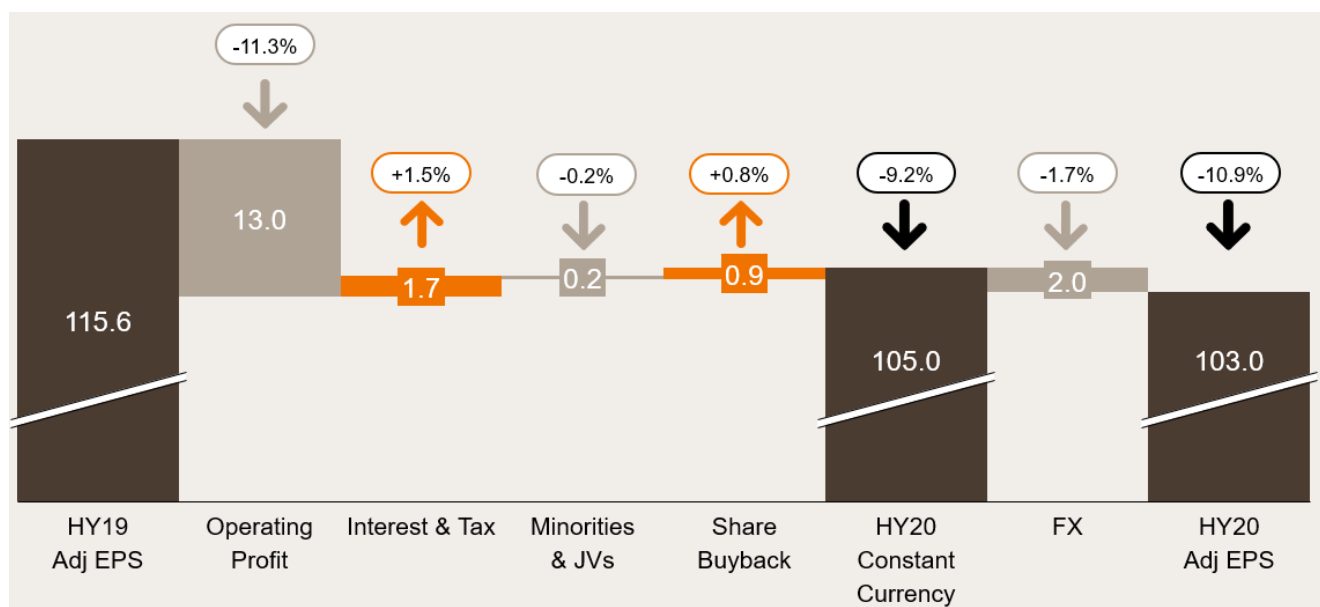 -11.3%
+1.5%
-0.2%
+0.8%
-9.2%
-1.7%
-10.9%
115.6
13.0
1.7
0.2
0.9
105.0
2.0
103.0
HY19
Adj EPS
Operating
Profit
Interest & Tax
Minorities
& JVs
Share
Buyback
HY20
Constant
Currency
FX
HY20
Adj EPS